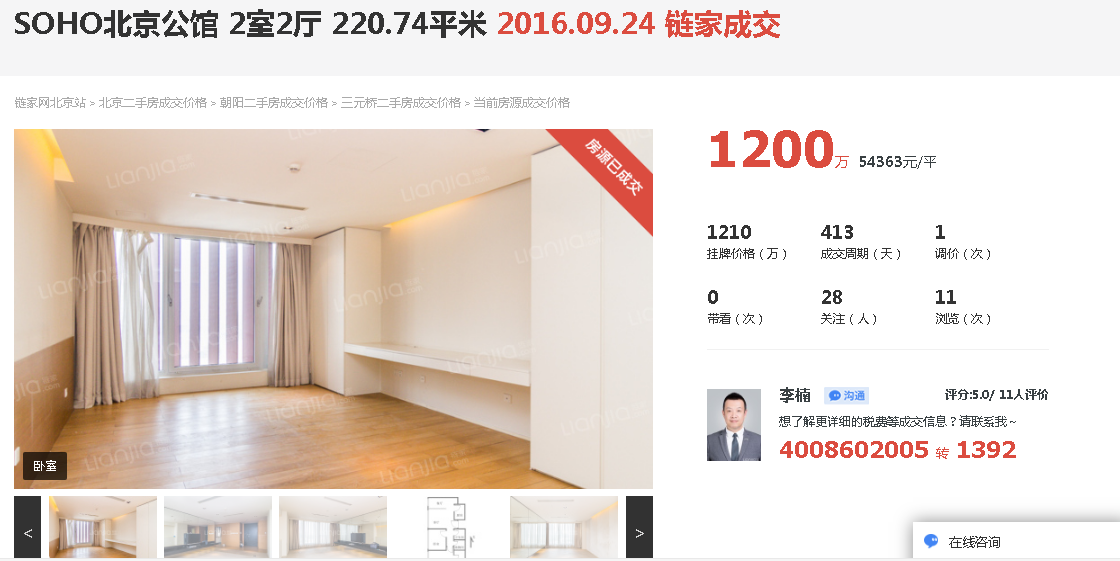 SOHO北京公馆 2室2厅 220.74平米 2016.09.24 链家成交
链家网北京站 > 北京二手房成交价格 > 朝阳二手房成交价格 > 三元桥二手房成交价格 > 当前房源成交价格
房源已成交
Lianjia
卧室
<
>
1200万 54363元/平
1210 413 1
挂牌价格（万） 成交周期（天） 调价（次）
0 28 11
带看（次） 关注（人） 浏览（次）
李楠 沟通 评分:5.0/ 11人评价
想了解更详细的税费等成交信息？请联系我~
4008602005 转 1392
在线咨询